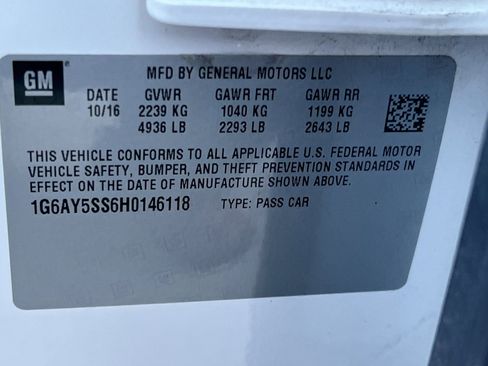 GM
MFD BY GENERAL MOTORS LLC
DATE GVWR GAWR FRT GAWR RR
10/16 2239 KG 1040 KG 1199 KG
4936 LB 2293 LB 2643 LB
THIS VEHICLE CONFORMS TO ALL APPLICABLE U.S. FEDERAL MOTOR
VEHICLE SAFETY, BUMPER, AND THEFT PREVENTION STANDARDS IN
EFFECT ON THE DATE OF MANUFACTURE SHOWN ABOVE.
1G6AY5SS6H0146118 TYPE: PASS CAR